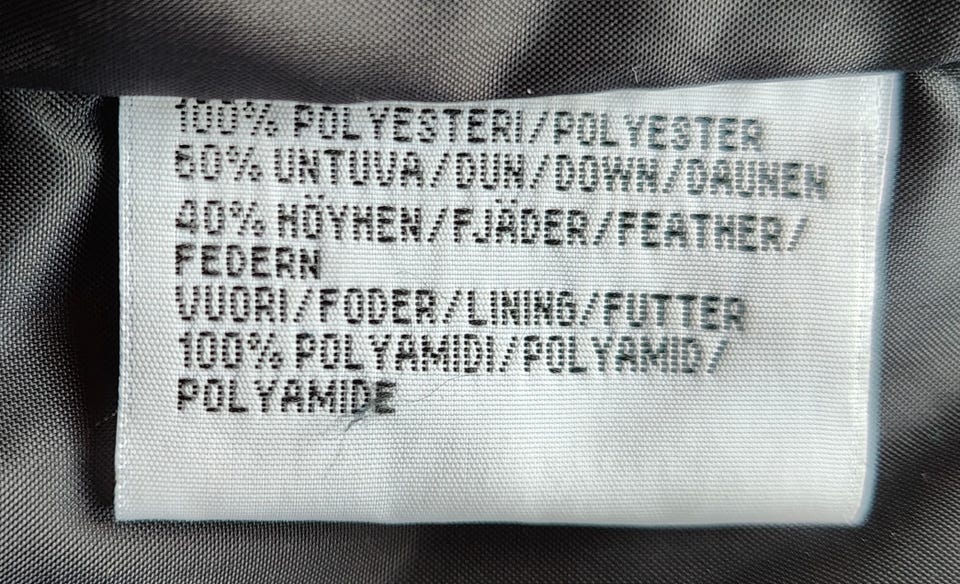 100% POLYESTERI/POLYESTER
60% UNTUVA/DUN/DOWN/DAUNEN
40% HÖYHEN/FJÄDER/FEATHER/
FEDERN
VUORI/FODER/LINING/FUTTER
100% POLYAMIDI/POLYAMID/
POLYAMIDE